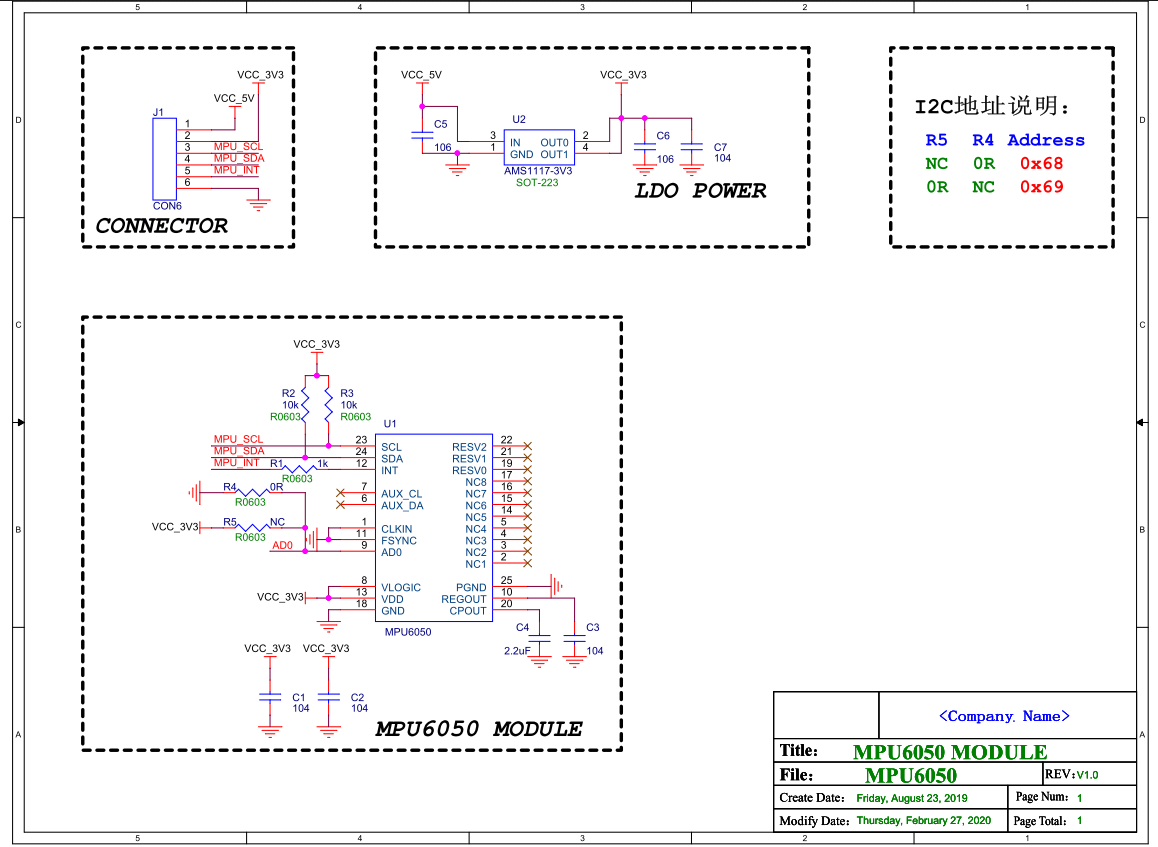 5 4 3 2 1
D
C
B
A
VCC_3V3
VCC_5V
J1
1
2
3 MPU_SCL
4 MPU_SDA
5 MPU_INT
6
CON6
CONNECTOR
VCC_5V
VCC_3V3
C5
106
U2
3 IN OUT0 2
1 GND OUT1 4
AMS1117-3V3
SOT-223
C6
106
C7
104
LDO POWER
I2C地址说明：
R5 R4 Address
NC 0R 0x68
0R NC 0x69
VCC_3V3
R2
10k
R0603
R3
10k
R0603
U1
MPU_SCL 23 SCL
MPU_SDA 24 SDA
MPU_INT R1 1k 12 INT
R0603
R4 0R
R0603
VCC_3V3 R5 NC
R0603
AD0
7 AUX_CL
6 AUX_DA
1 CLKIN
11 FSYNC
9 AD0
VCC_3V3
8 VLOGIC
13 VDD
18 GND
RESV2 22
RESV1 21
RESV0 19
NC8 17
NC7 16
NC6 15
NC5 14
NC4 5
NC3 4
NC2 3
NC1 2
PGND 25
REGOUT 10
CPOUT 20
MPU6050
C4
2.2uF
C3
104
VCC_3V3
C1
104
VCC_3V3
C2
104
MPU6050 MODULE
<Company Name>
Title: MPU6050 MODULE
File: MPU6050 REV:V1.0
Create Date: Friday, August 23, 2019 Page Num: 1
Modify Date: Thursday, February 27, 2020 Page Total: 1
D
C
B
A
5 4 3 2 1